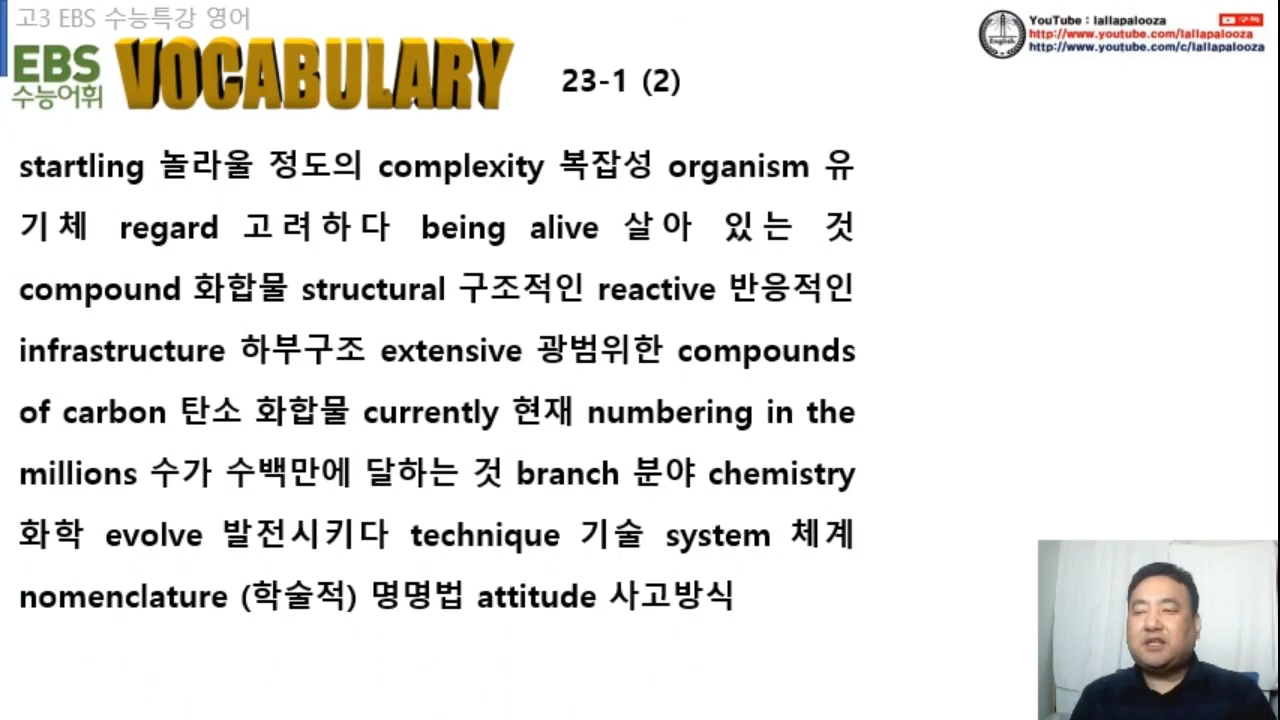 고3 EBS 수능특강 영어
EBS
수능어휘
VOCABULARY
23-1 (2)
YouTube : lallapalooza
구독
http://www.youtube.com/lallapalooza
http://www.youtube.com/c/lallapalooza
English
startling 놀라울 정도의 complexity 복잡성 organism 유
기체 regard 고려하다 being alive 살아 있는 것
compound 화합물 structural 구조적인 reactive 반응적인
infrastructure 하부구조 extensive 광범위한 compounds
of carbon 탄소 화합물 currently 현재 numbering in the
millions 수가 수백만에 달하는 것 branch 분야 chemistry
화학 evolve 발전시키다 technique 기술 system 체계
nomenclature (학술적) 명명법 attitude 사고방식